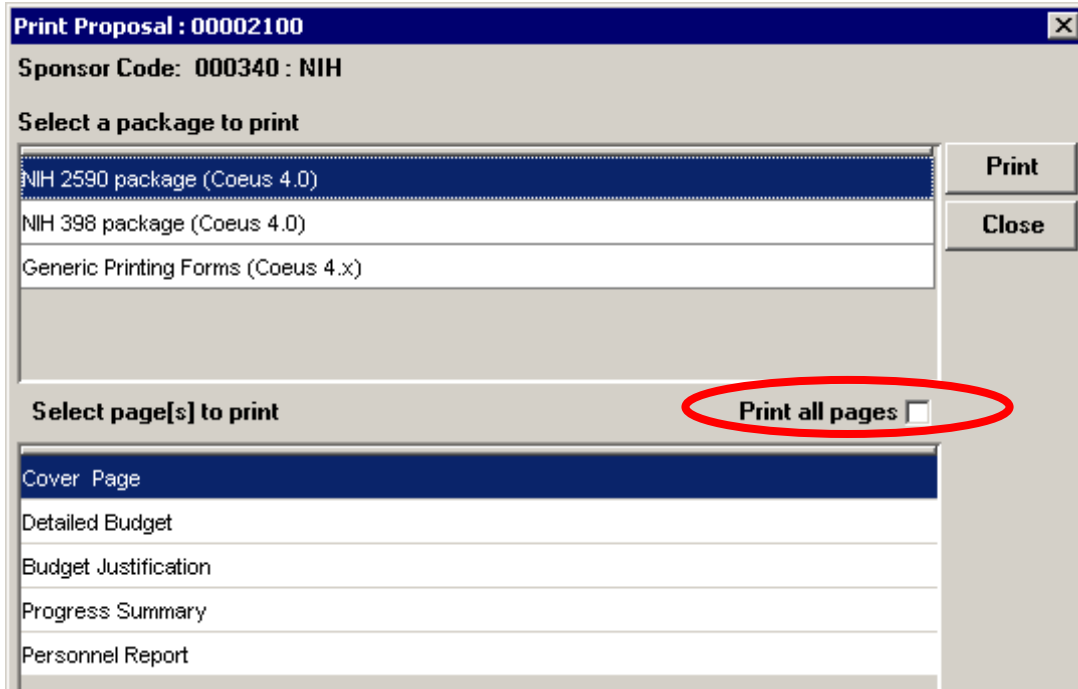 Print Proposal : 00002100
Sponsor Code: 000340 : NIH
Select a package to print
NIH 2590 package (Coeus 4.0)
Print
NIH 398 package (Coeus 4.0)
Close
Generic Printing Forms (Coeus 4.x)
Select page[s] to print Print all pages
Cover Page
Detailed Budget
Budget Justification
Progress Summary
Personnel Report